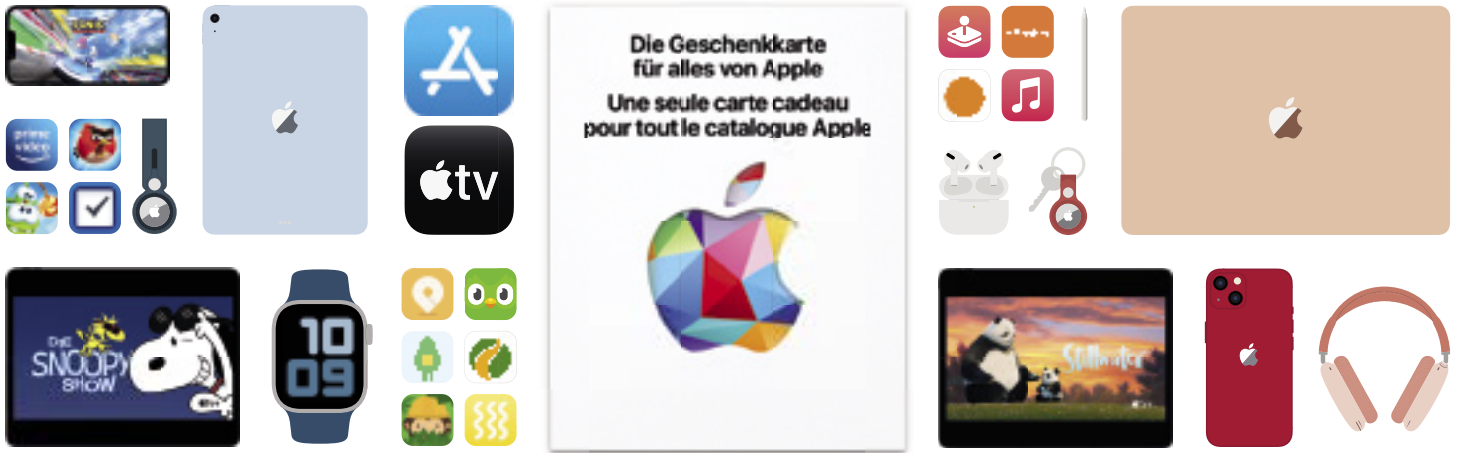 prime
video
tv
Die Geschenkkarte
für alles von Apple
Une seule carte cadeau
pour tout le catalogue Apple
DIE
SNOOPY
SHOW
10
09
Stillwater